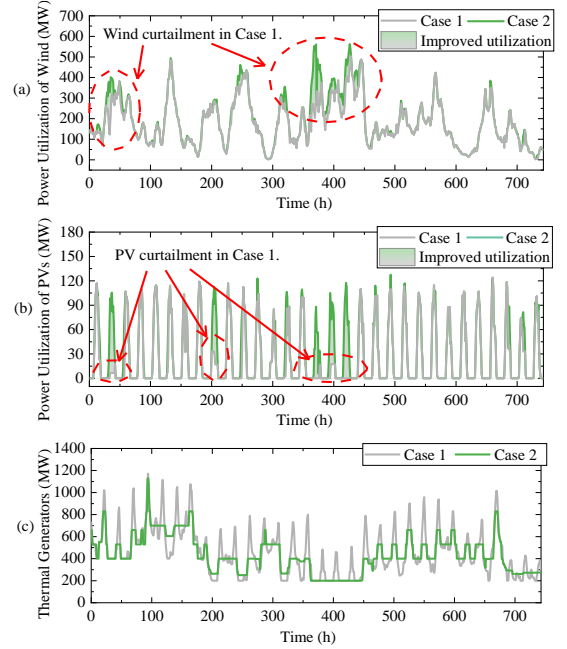 Case 1 Case 2
Improved utilization
Wind curtailment in Case 1.
(a)
Power Utilization of Wind (MW)
700
600
500
400
300
200
100
0
0 100 200 300 400 500 600 700
Time (h)
Case 1 Case 2
Improved utilization
PV curtailment in Case 1.
(b)
Power Utilization of PVs (MW)
180
150
120
90
60
30
0
0 100 200 300 400 500 600 700
Time (h)
Case 1 Case 2
(c)
Thermal Generators (MW)
1400
1200
1000
800
600
400
200
0
0 100 200 300 400 500 600 700
Time (h)